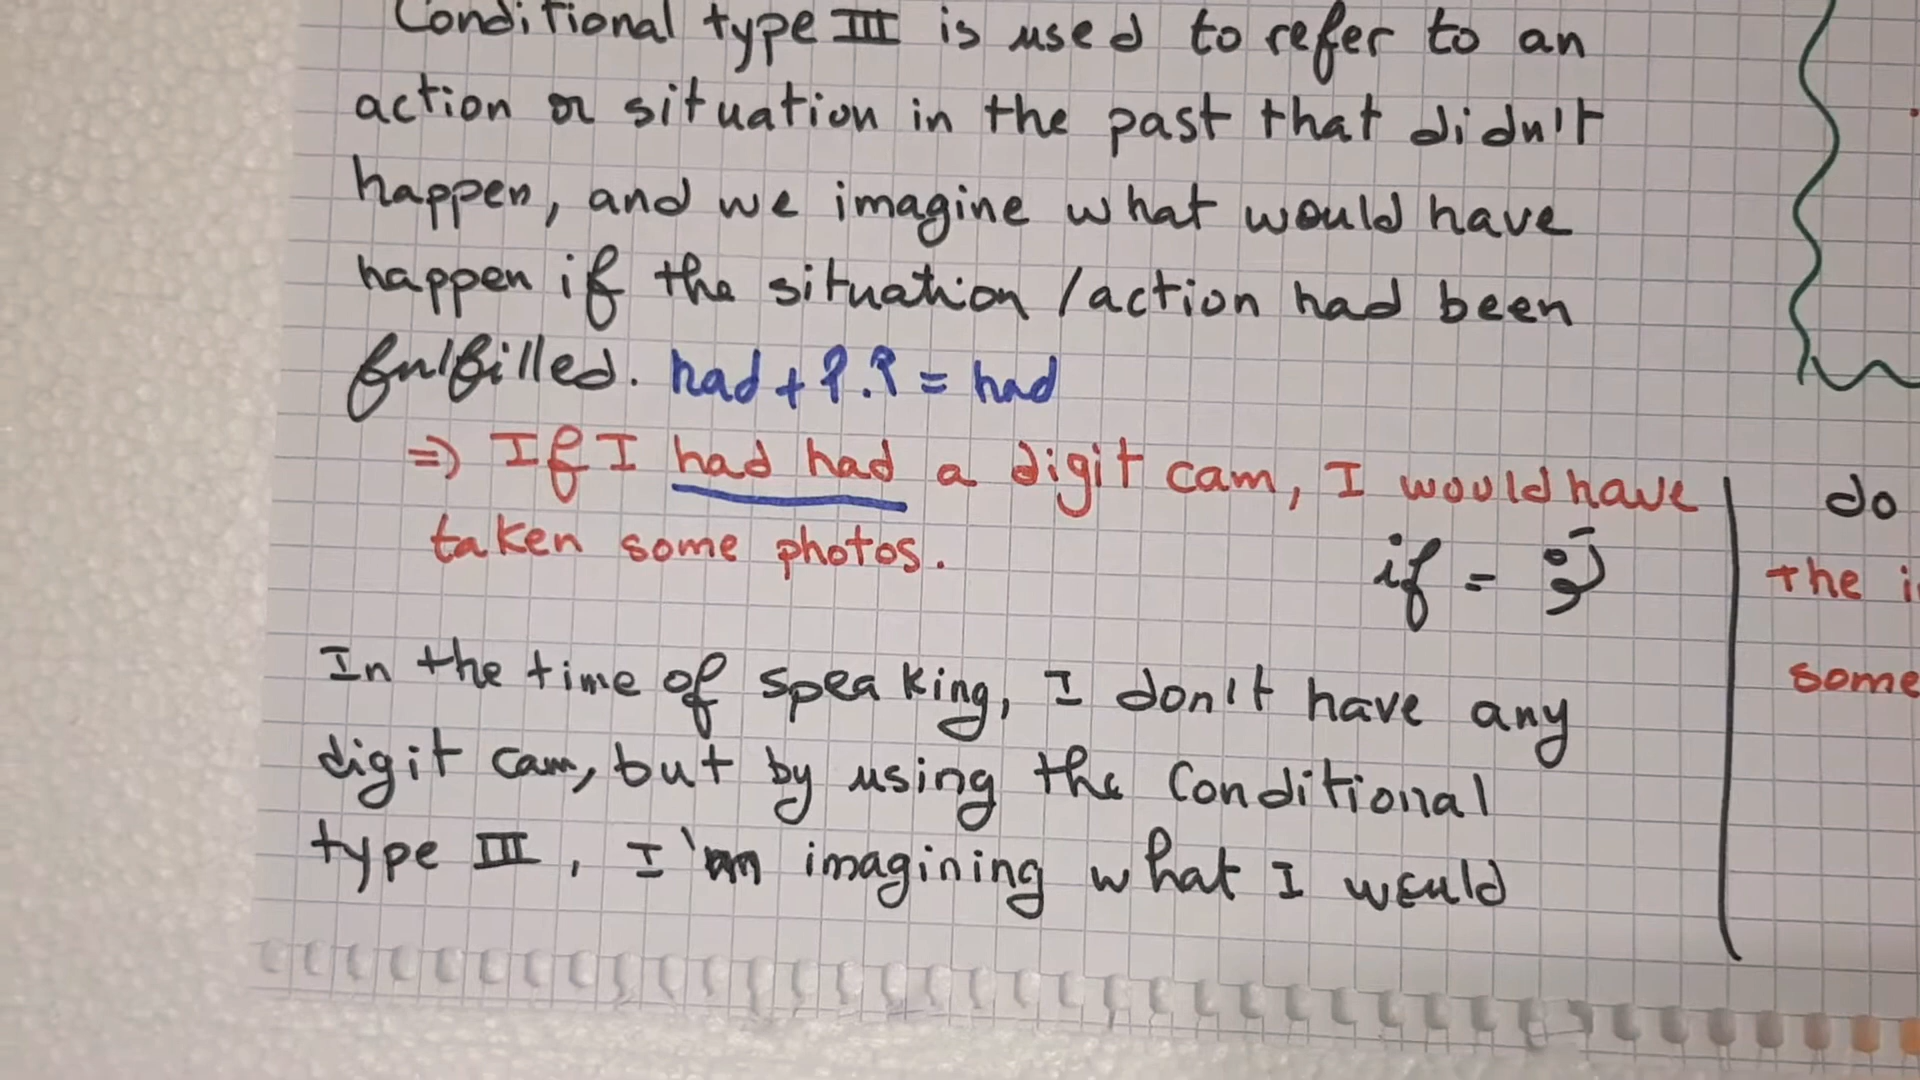 Conditional type III is used to refer to an
action or situation in the past that didn't
happen, and we imagine what would have
happen if the situation / action had been
fulfilled. had + P.P = had
=> If I had had a digit cam, I would have
taken some photos.
if = لو
In the time of speaking, I don't have any
digit cam, but by using the Conditional
type III, I'm imagining what I would
do
the
some